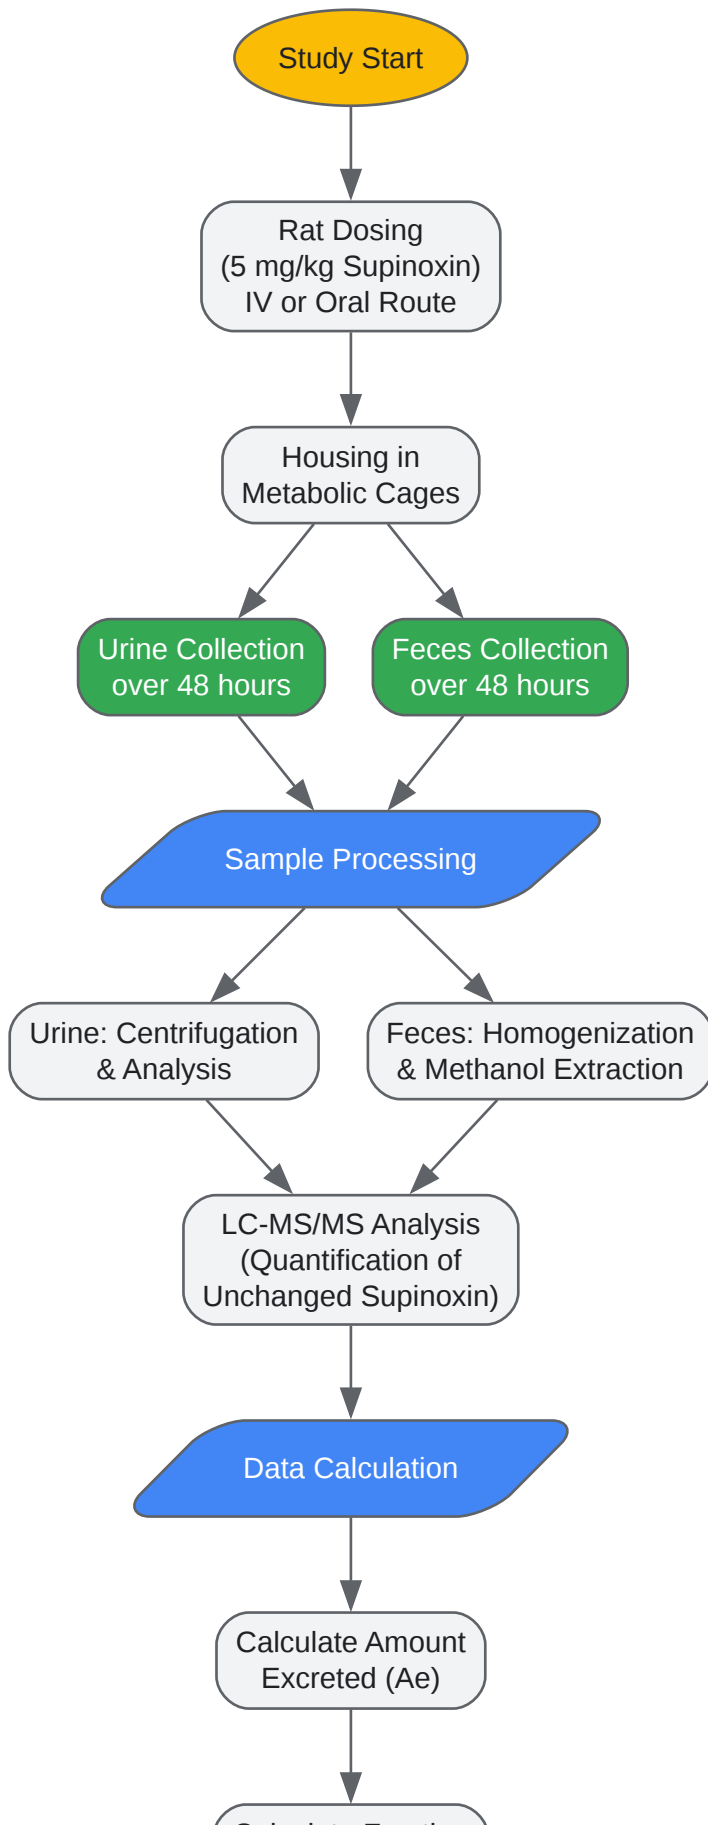 Study Start
Rat Dosing
(5 mg/kg Supinoxin)
IV or Oral Route
Housing in
Metabolic Cages
Urine Collection
over 48 hours
Feces Collection
over 48 hours
Sample Processing
Urine: Centrifugation
& Analysis
Feces: Homogenization
& Methanol Extraction
LC-MS/MS Analysis
(Quantification of
Unchanged Supinoxin)
Data Calculation
Calculate Amount
Excreted (Ae)